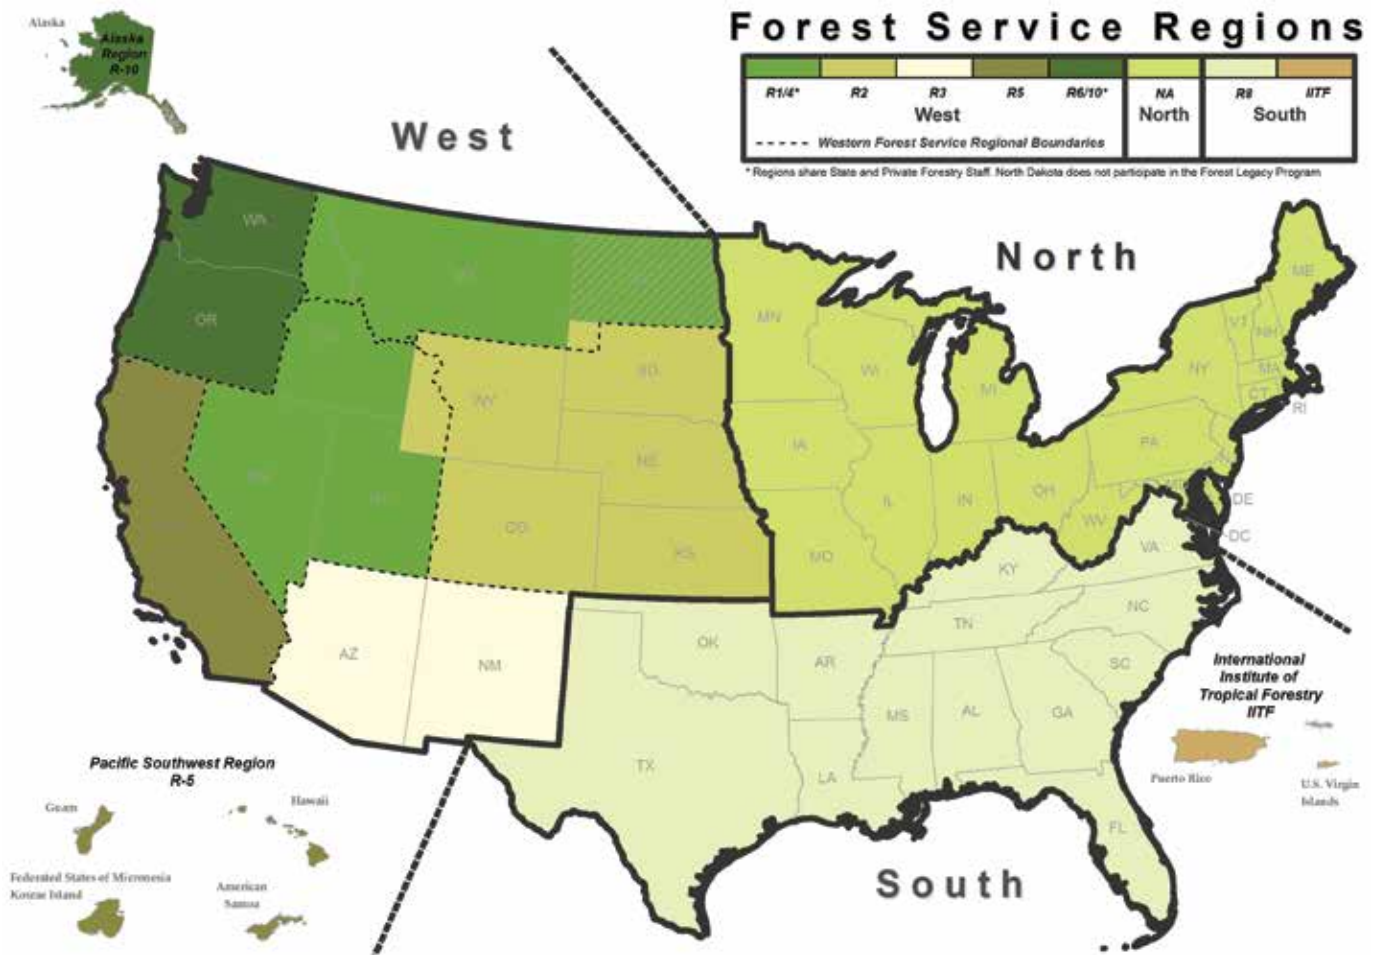 Forest Service Regions
R1/4* R2 R3 R5 R6/10* NA R8 IITF
West North South
Western Forest Service Regional Boundaries
* Regions share State and Private Forestry Staff. North Dakota does not participate in the Forest Legacy Program
Alaska
Alaska
Region
R-10
West
North
South
WA
OR
WY
SD
NE
CO
KS
AZ
NM
MN
WI
MI
IA
IL
IN
OH
MO
ME
VT
NH
MA
CT
RI
NY
PA
WV
DE
DC
VA
KY
NC
TN
SC
OK
AR
MS
AL
GA
TX
LA
FL
International
Institute of
Tropical Forestry
IITF
Puerto Rico
U.S. Virgin
Islands
Pacific Southwest Region
R-5
Guam
Hawaii
Federated States of Micronesia
Kosrae Island
American
Samoa